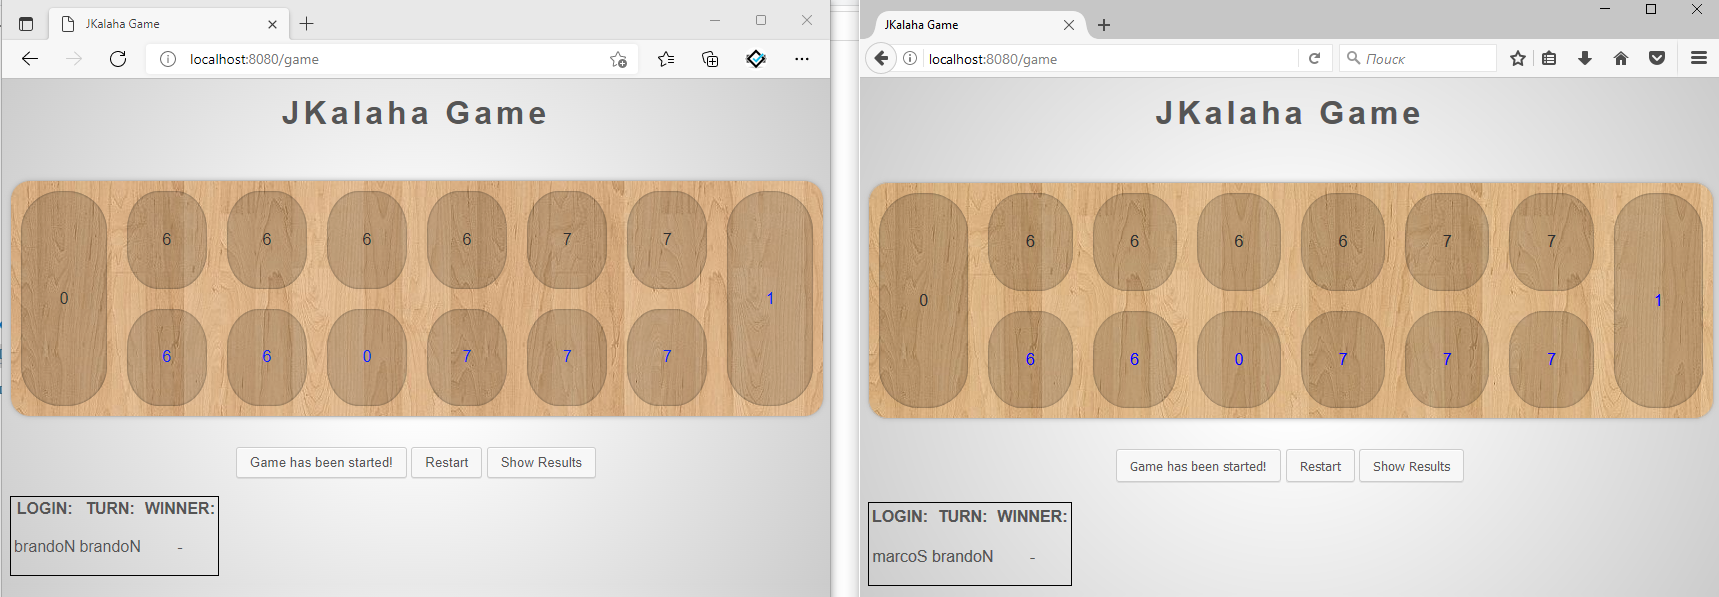 JKalaha Game
localhost:8080/game
JKalaha Game
6 6 6 6 7 7
0 1
6 6 0 7 7 7
Game has been started! Restart Show Results
LOGIN: TURN: WINNER:
brandoN brandoN -
JKalaha Game
localhost:8080/game Поиск
JKalaha Game
6 6 6 6 7 7
0 1
6 6 0 7 7 7
Game has been started! Restart Show Results
LOGIN: TURN: WINNER:
marcoS brandoN -